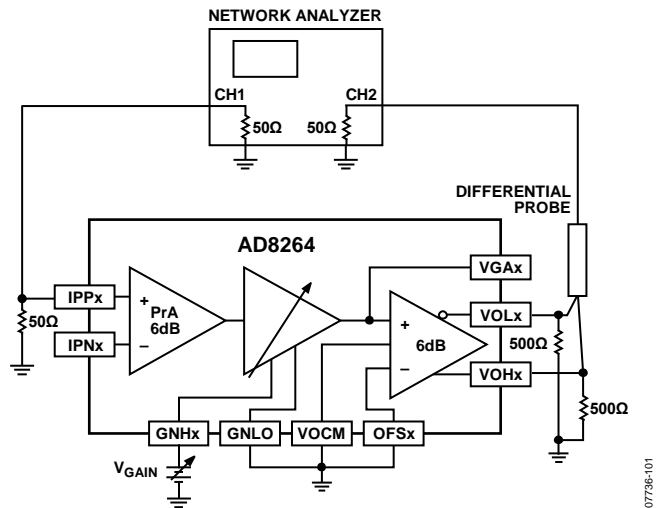 NETWORK ANALYZER
CH1 CH2
50Ω 50Ω
DIFFERENTIAL
PROBE
AD8264
VGAx
IPPx
+
PrA
6dB
–
50Ω
IPNx
+
6dB
–
VOLx
500Ω
VOHx
500Ω
GNHx GNLO VOCM OFSx
VGAIN
07736-101